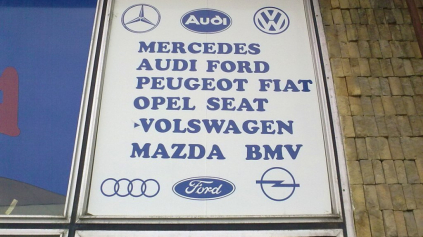 Audi
MERCEDES
AUDI FORD
PEUGEOT FIAT
OPEL SEAT
VOLSWAGEN
MAZDA BMV
Ford